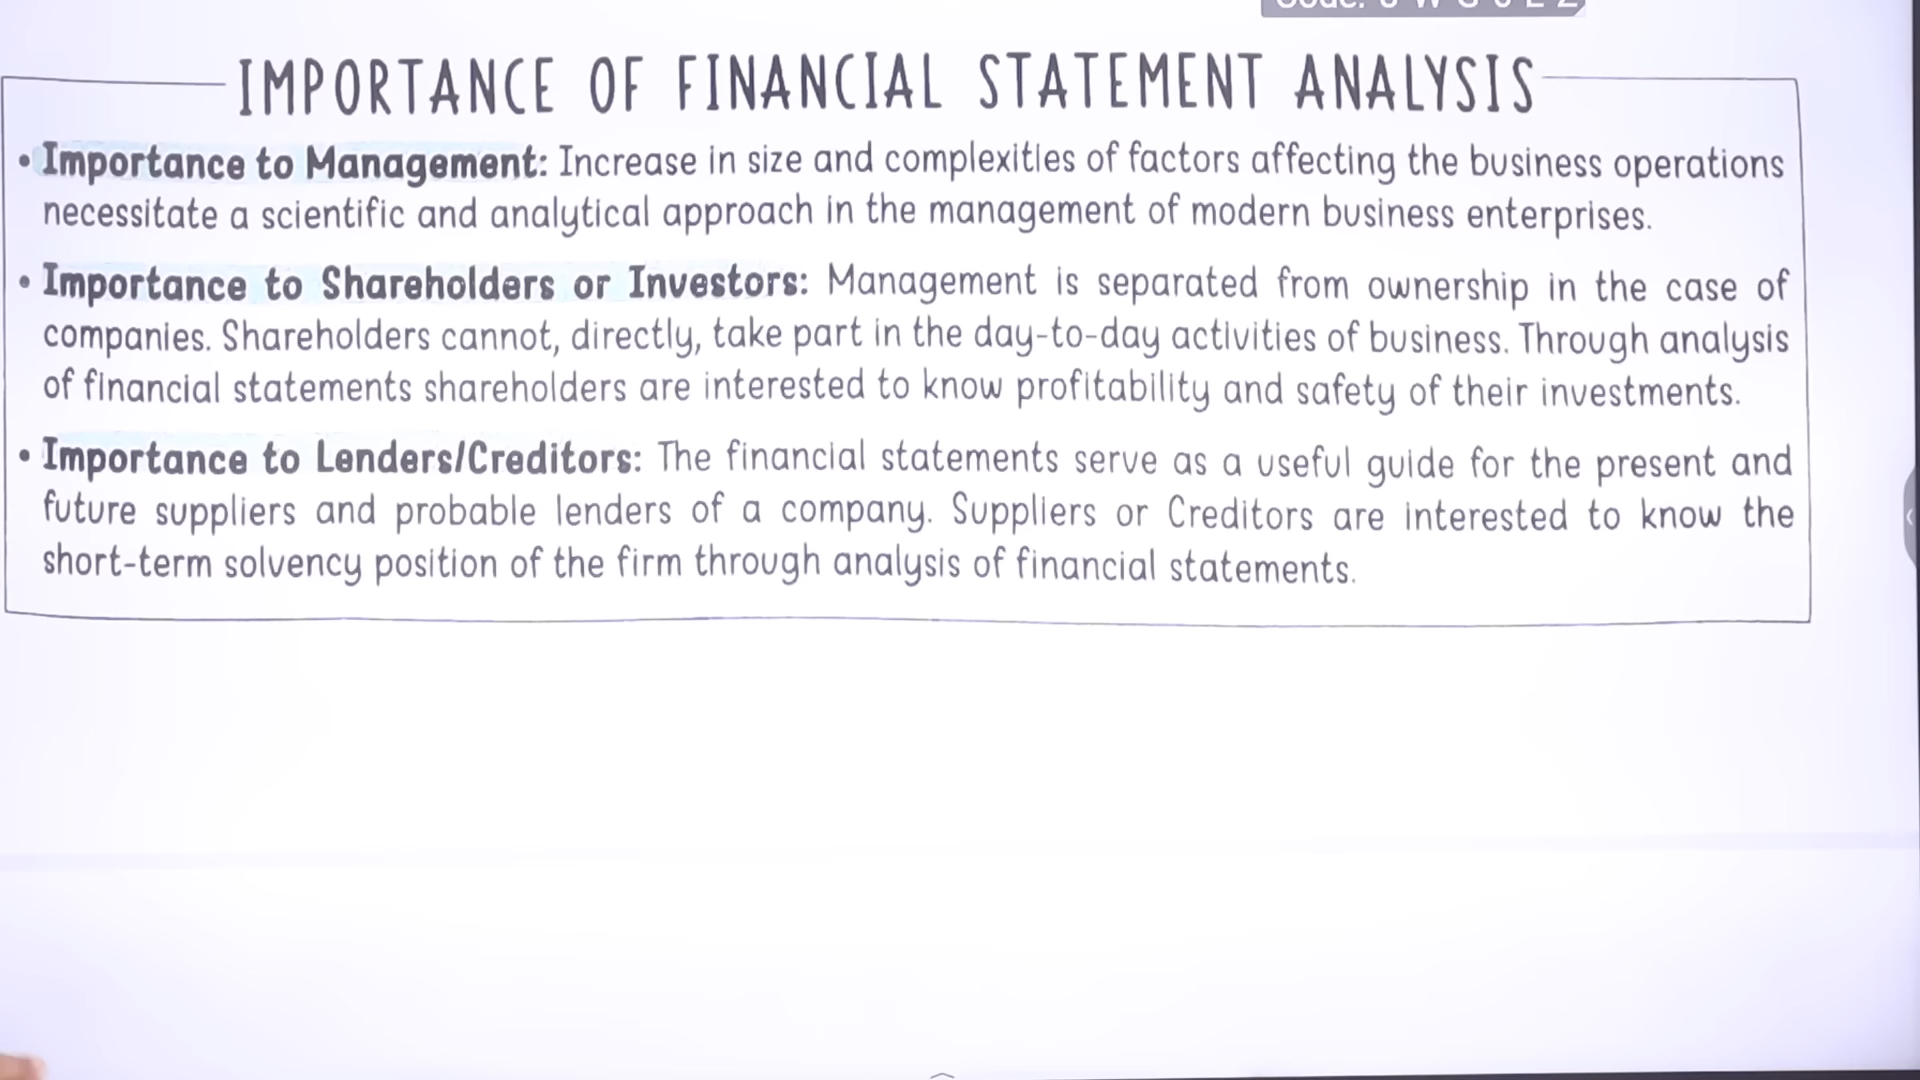 IMPORTANCE OF FINANCIAL STATEMENT ANALYSIS
• Importance to Management: Increase in size and complexities of factors affecting the business operations
necessitate a scientific and analytical approach in the management of modern business enterprises.
• Importance to Shareholders or Investors: Management is separated from ownership in the case of
companies. Shareholders cannot, directly, take part in the day-to-day activities of business. Through analysis
of financial statements shareholders are interested to know profitability and safety of their investments.
• Importance to Lenders/Creditors: The financial statements serve as a useful guide for the present and
future suppliers and probable lenders of a company. Suppliers or Creditors are interested to know the
short-term solvency position of the firm through analysis of financial statements.